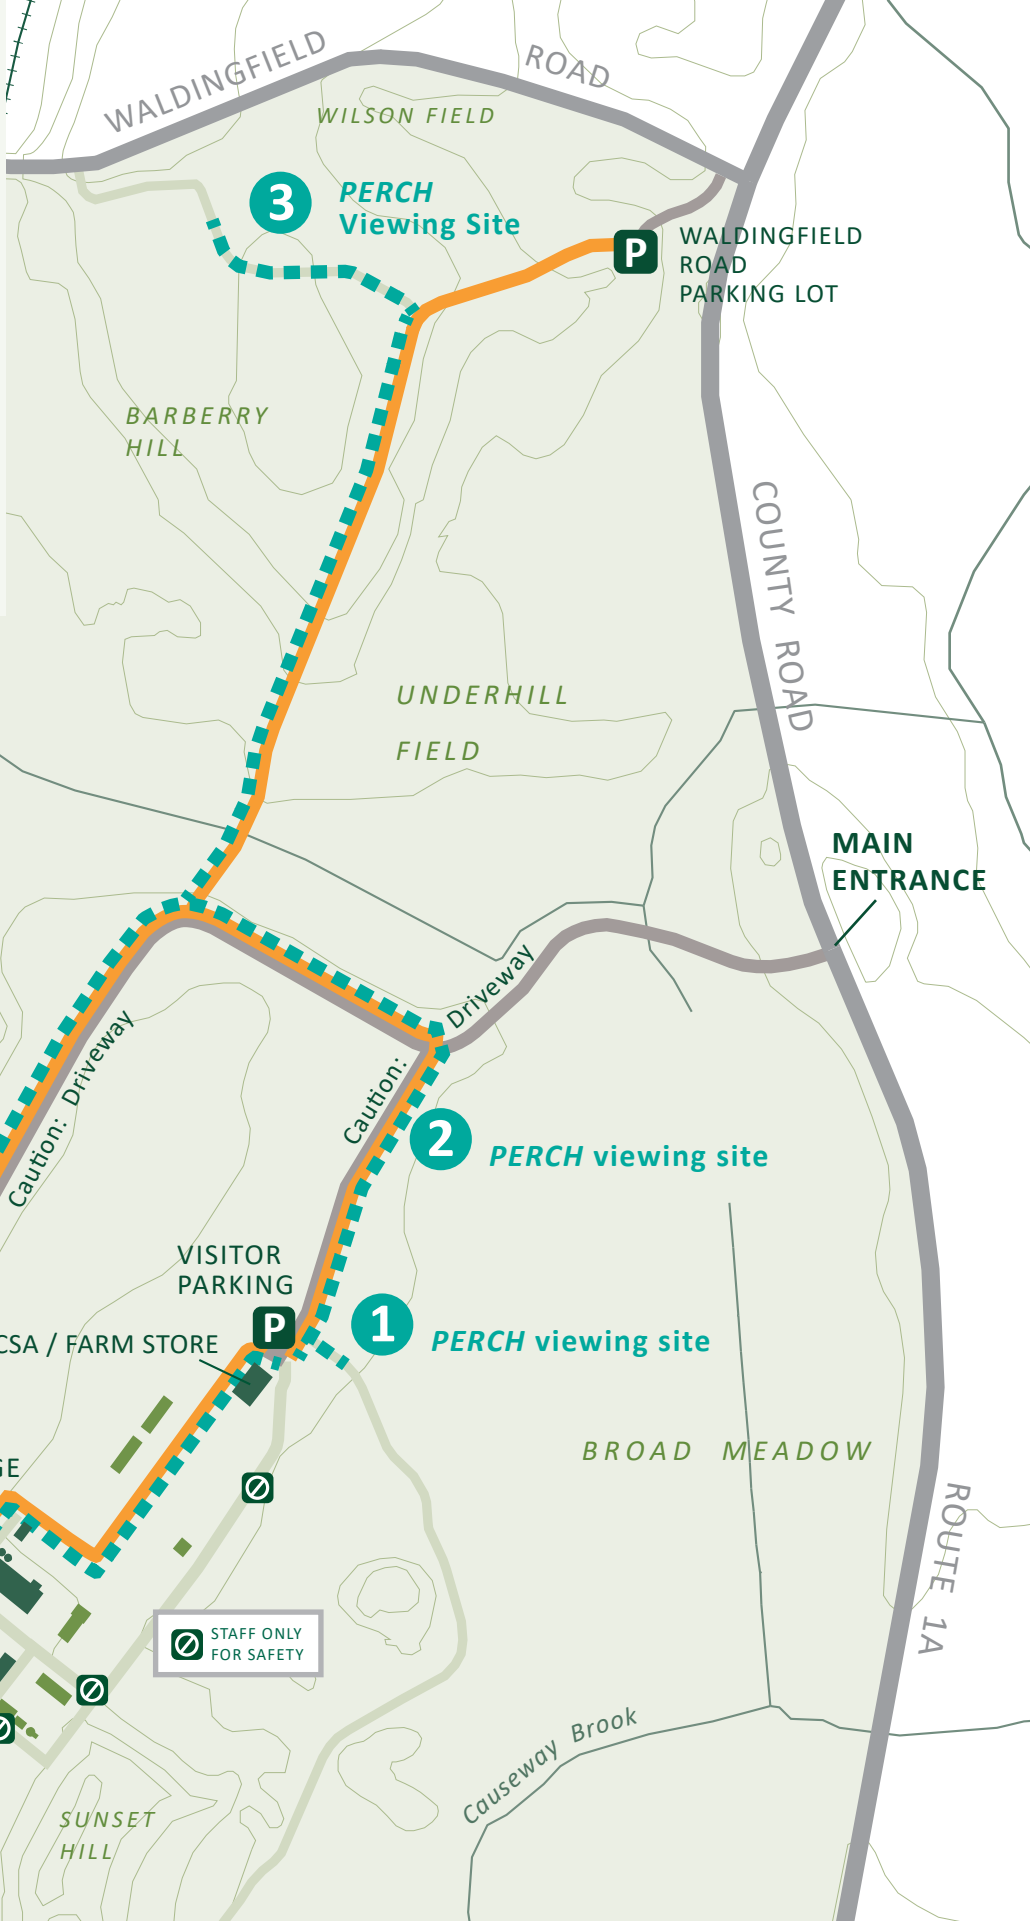 WALDINGFIELD
ROAD
WILSON FIELD
3
PERCH
Viewing Site
P
WALDINGFIELD
ROAD
PARKING LOT
BARBERRY
HILL
COUNTY ROAD
UNDERHILL
FIELD
MAIN
ENTRANCE
Driveway
Caution: Driveway
Caution:
2
PERCH viewing site
VISITOR
PARKING
P
1
PERCH viewing site
CSA / FARM STORE
BROAD MEADOW
GE
ROUTE 1A
STAFF ONLY
FOR SAFETY
Causeway Brook
SUNSET
HILL